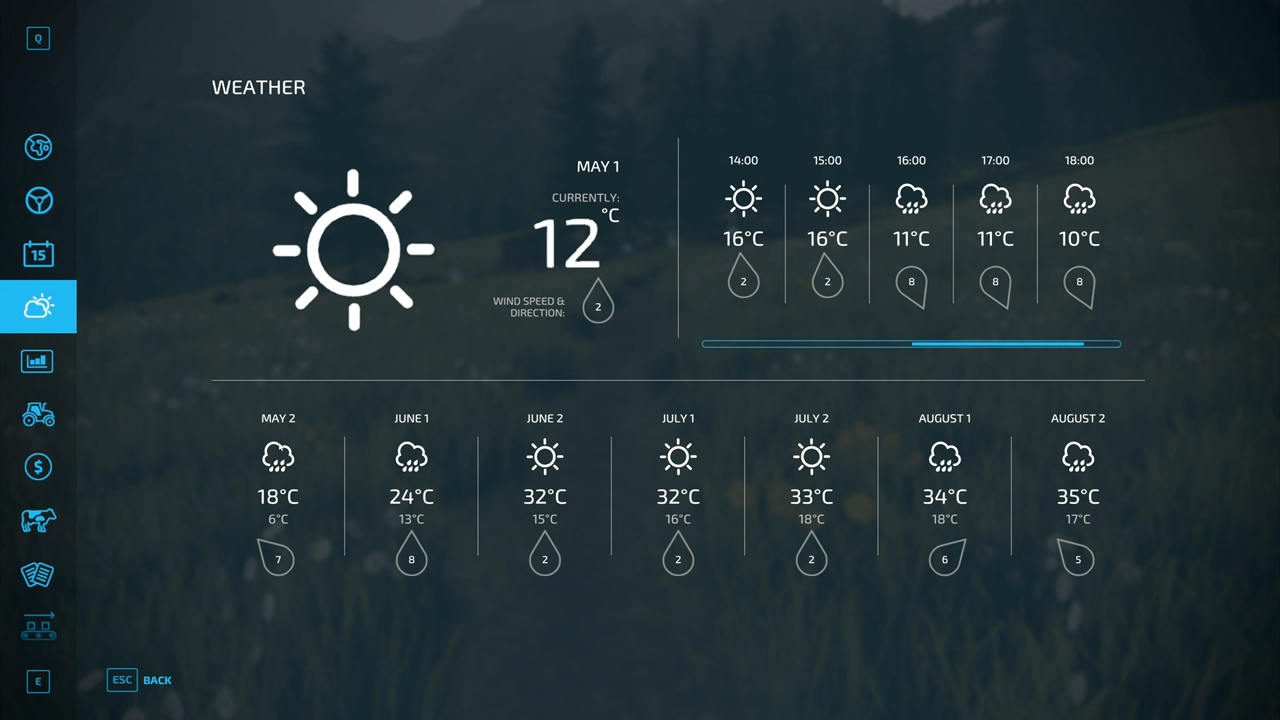 Q
WEATHER
MAY 1
CURRENTLY:
12°C
WIND SPEED &
DIRECTION:
2
14:00 15:00 16:00 17:00 18:00
16°C 16°C 11°C 11°C 10°C
2 2 8 8 8
15
$
MAY 2 JUNE 1 JUNE 2 JULY 1 JULY 2 AUGUST 1 AUGUST 2
18°C 24°C 32°C 32°C 33°C 34°C 35°C
6°C 13°C 15°C 16°C 18°C 18°C 17°C
7 8 2 2 2 6 5
E
ESC BACK